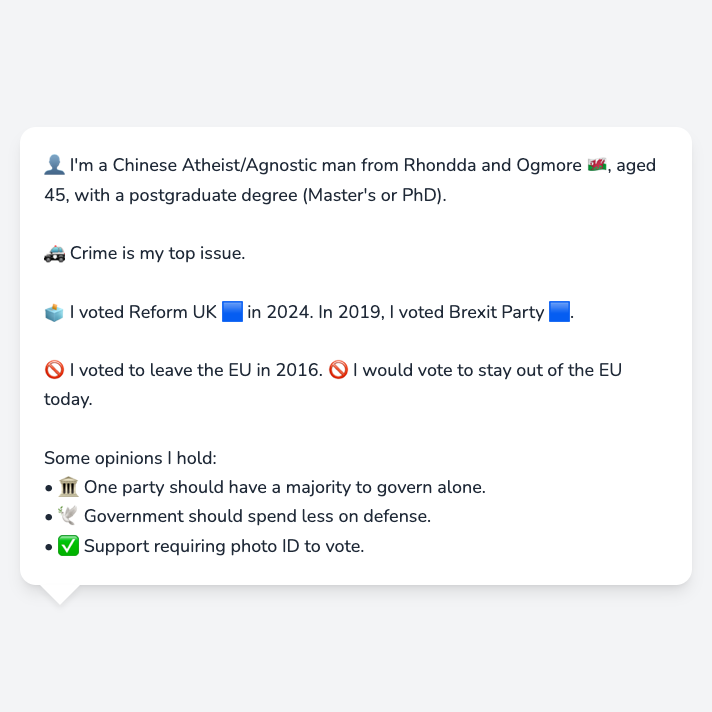 👤 I'm a Chinese Atheist/Agnostic man from Rhondda and Ogmore 🏴󠁧󠁢󠁷󠁬󠁳󠁿, aged
45, with a postgraduate degree (Master's or PhD).
🚓 Crime is my top issue.
🗳️ I voted Reform UK 🟦 in 2024. In 2019, I voted Brexit Party 🟦.
🚫 I voted to leave the EU in 2016. 🚫 I would vote to stay out of the EU
today.
Some opinions I hold:
• 🏛️ One party should have a majority to govern alone.
• 🕊️ Government should spend less on defense.
• ✅ Support requiring photo ID to vote.